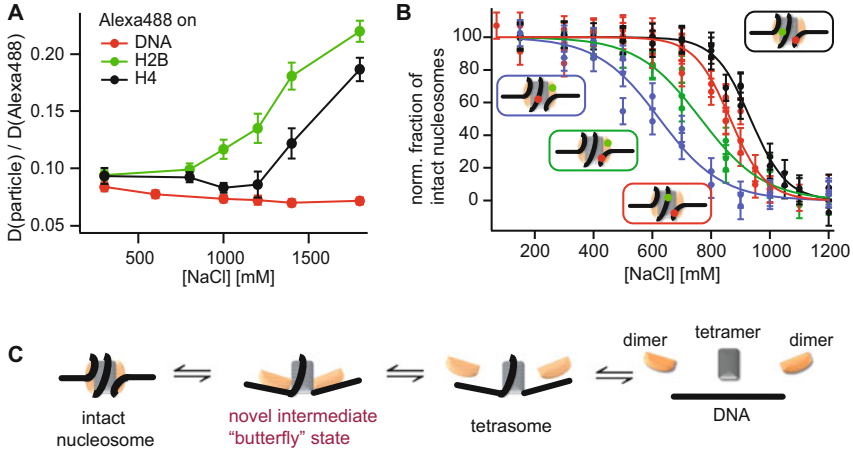 A
Alexa488 on
DNA
H2B
H4
D(particle) / D(Alexa488)
0.20
0.15
0.10
0.05
500
1000
1500
[NaCl] [mM]
B
norm. fraction of
intact nucleosomes
100
80
60
40
20
0
200
400
600
800
1000
1200
[NaCl] [mM]
C
intact
nucleosome
novel intermediate
"butterfly" state
tetrasome
dimer
tetramer
dimer
DNA